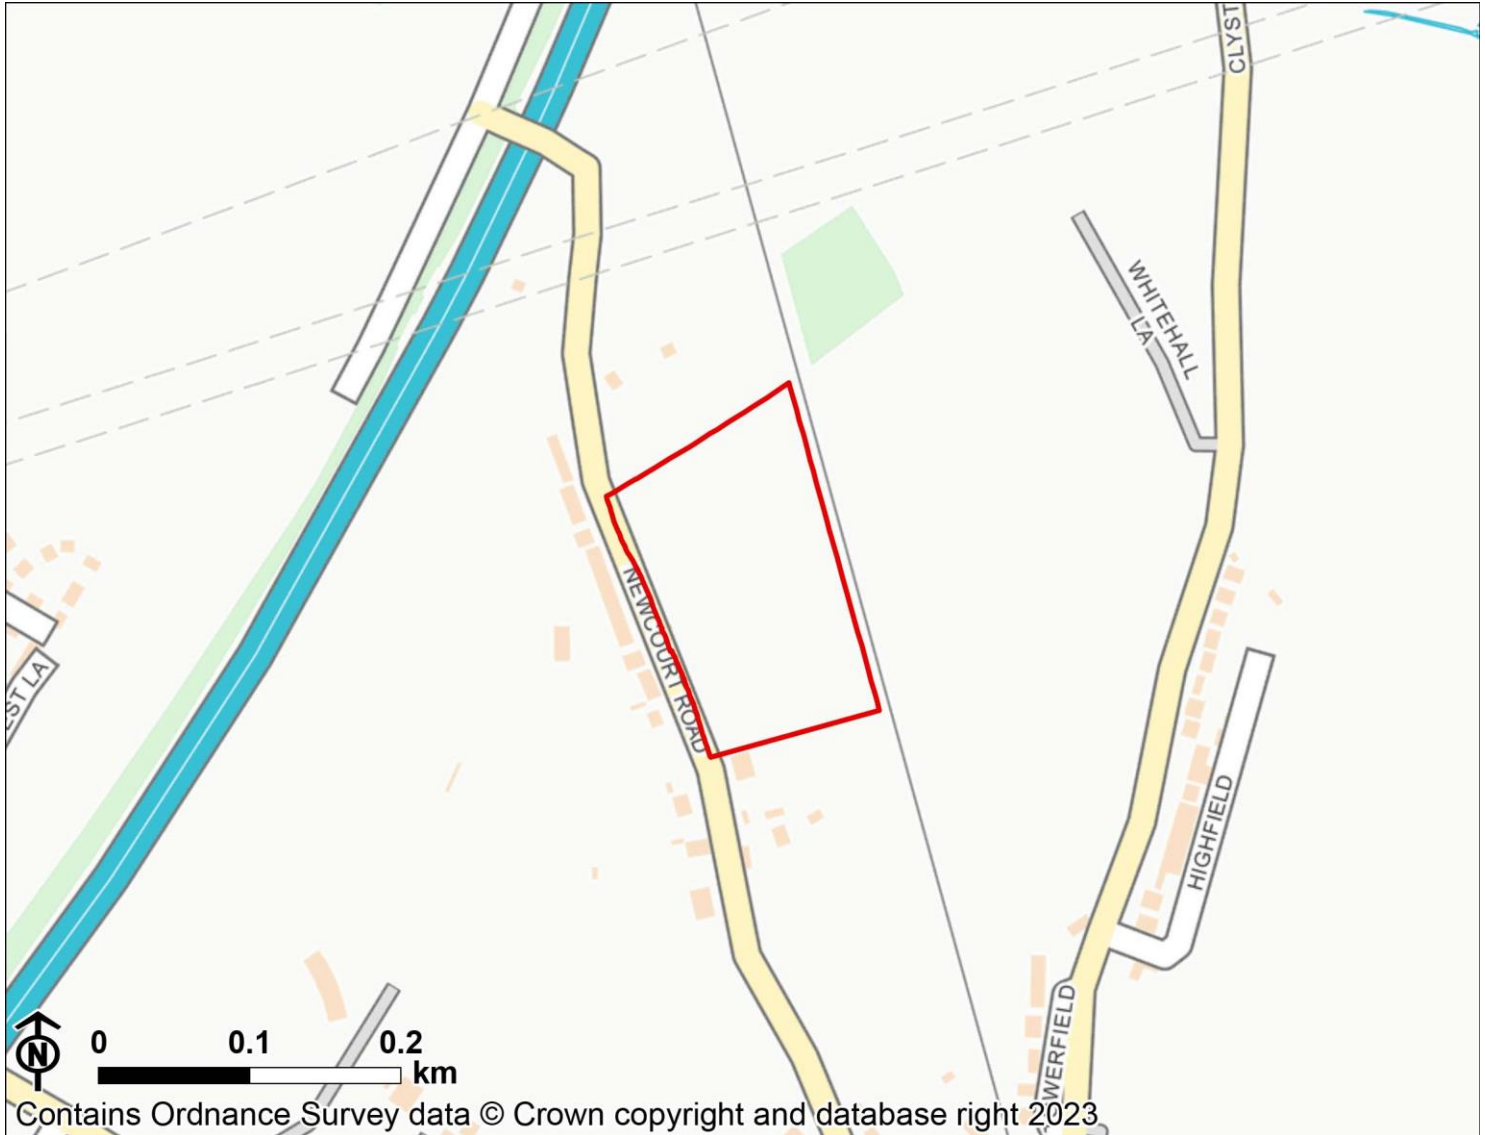 CLYST
WHITEHALL
LA
NEWCOURT ROAD
EST LA
HIGHFIELD
WERFIELD
N
0 0.1 0.2
km
Contains Ordnance Survey data © Crown copyright and database right 2023